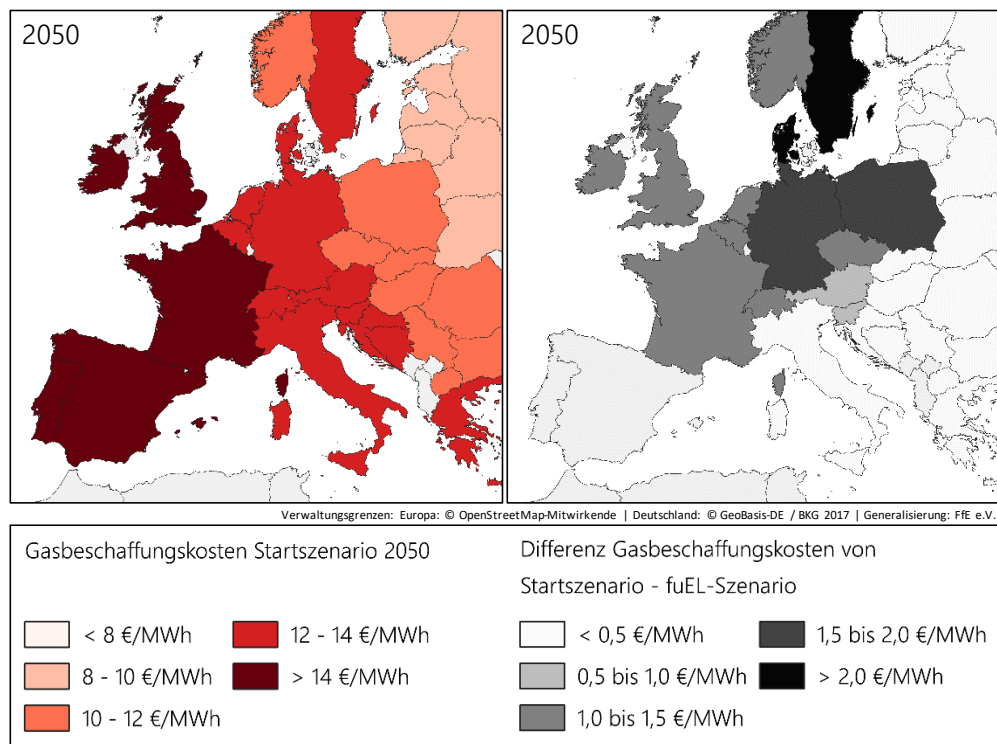 2050
2050
Verwaltungsgrenzen: Europa: © OpenStreetMap-Mitwirkende | Deutschland: © GeoBasis-DE / BKG 2017 | Generalisierung: FfE e.V.
Gasbeschaffungskosten Startszenario 2050
< 8 €/MWh
12 - 14 €/MWh
8 - 10 €/MWh
> 14 €/MWh
10 - 12 €/MWh
Differenz Gasbeschaffungskosten von
Startszenario - fuEL-Szenario
< 0,5 €/MWh
1,5 bis 2,0 €/MWh
0,5 bis 1,0 €/MWh
> 2,0 €/MWh
1,0 bis 1,5 €/MWh